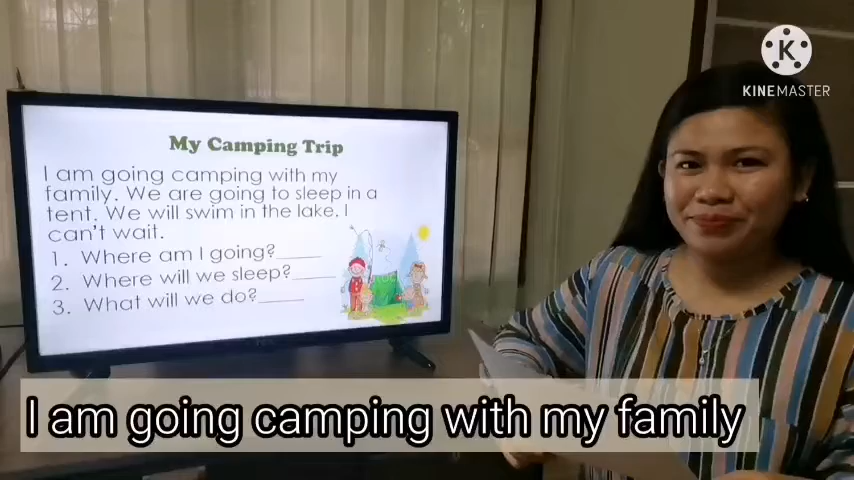 KINEMASTER
My Camping Trip
I am going camping with my
family. We are going to sleep in a
tent. We will swim in the lake. I
can't wait.
1. Where am I going?_____
2. Where will we sleep?_____
3. What will we do?_____
I am going camping with my family